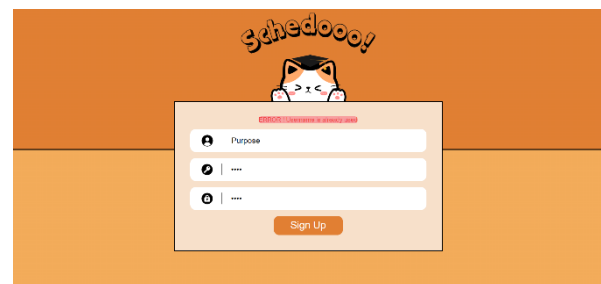 Schedooo!
ERROR : Username is already used
Purpose
••••
••••
Sign Up